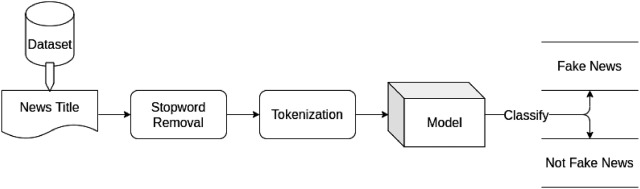 Dataset
News Title
Stopword
Removal
Tokenization
Model
Classify
Fake News
Not Fake News